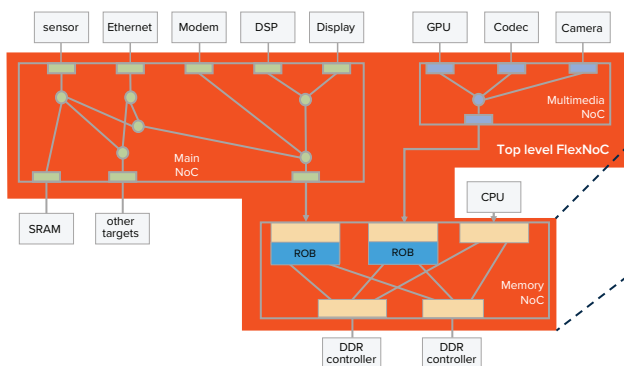 sensor
Ethernet
Modem
DSP
Display
GPU
Codec
Camera
Multimedia
NoC
Top level FlexNoC
Main
NoC
CPU
SRAM
other
targets
ROB
ROB
Memory
NoC
DDR
controller
DDR
controller